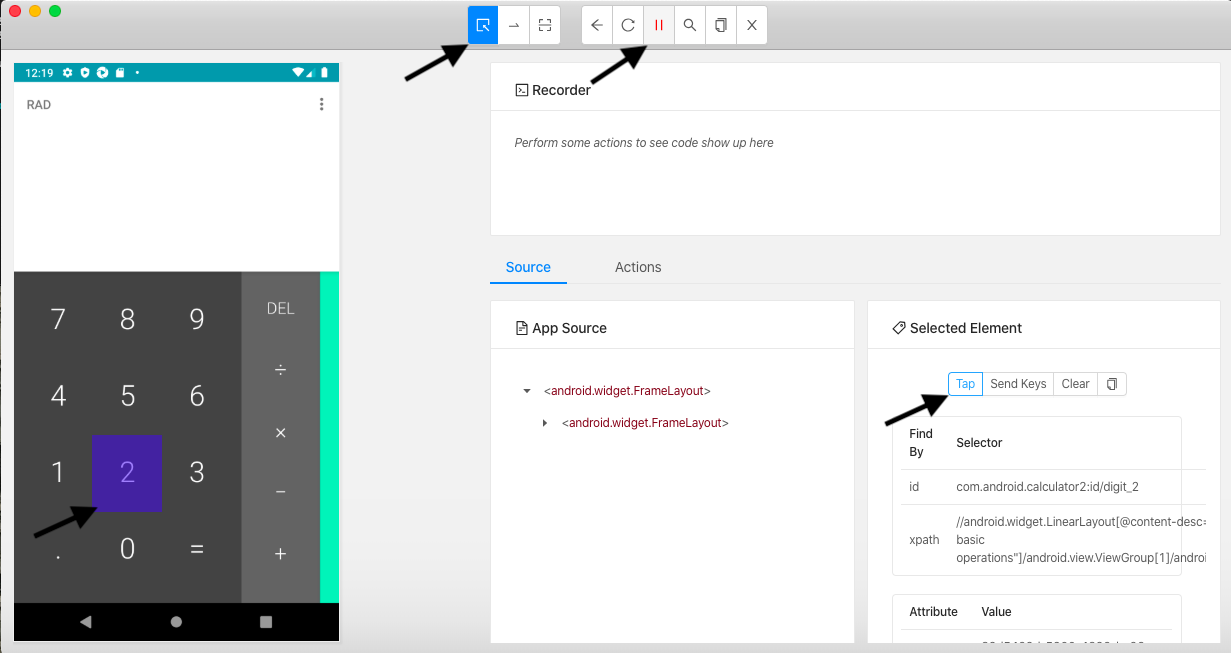 12:19
RAD
7 8 9 DEL
4 5 6 ÷
×
1 2 3 −
. 0 = +
Recorder
Perform some actions to see code show up here
Source Actions
App Source
<android.widget.FrameLayout>
<android.widget.FrameLayout>
Selected Element
Tap Send Keys Clear
Find
By
Selector
id com.android.calculator2:id/digit_2
xpath
//android.widget.LinearLayout[@content-desc=
basic
operations"]/android.view.ViewGroup[1]/androi
Attribute Value